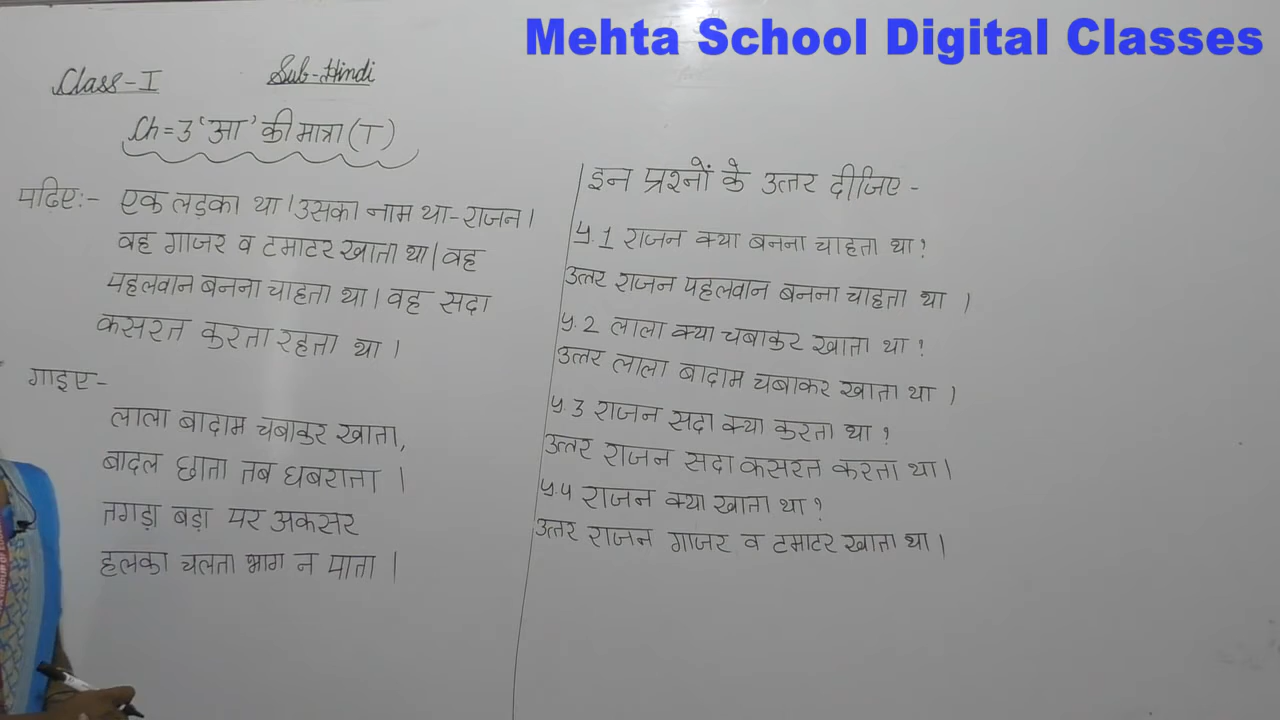 Mehta School Digital Classes
Class-I
Sub-Hindi
Ch=3 'आ' की मात्रा (ा)
पढ़िए:- एक लड़का था। उसका नाम था-राजन।
वह गाजर व टमाटर खाता था। वह
पहलवान बनना चाहता था। वह सदा
कसरत करता रहता था।
गाइए-
लाला बादाम चबाकर खाता,
बादल छाता तब घबराता ।
तगड़ा बड़ा पर अकसर
हलका चलता भाग न पाता ।
इन प्रश्नों के उत्तर दीजिए -
प्र.1 राजन क्या बनना चाहता था?
उत्तर राजन पहलवान बनना चाहता था ।
प्र.2 लाला क्या चबाकर खाता था?
उत्तर लाला बादाम चबाकर खाता था ।
प्र.3 राजन सदा क्या करता था?
उत्तर राजन सदा कसरत करता था।
प्र.4 राजन क्या खाता था?
उत्तर राजन गाजर व टमाटर खाता था।